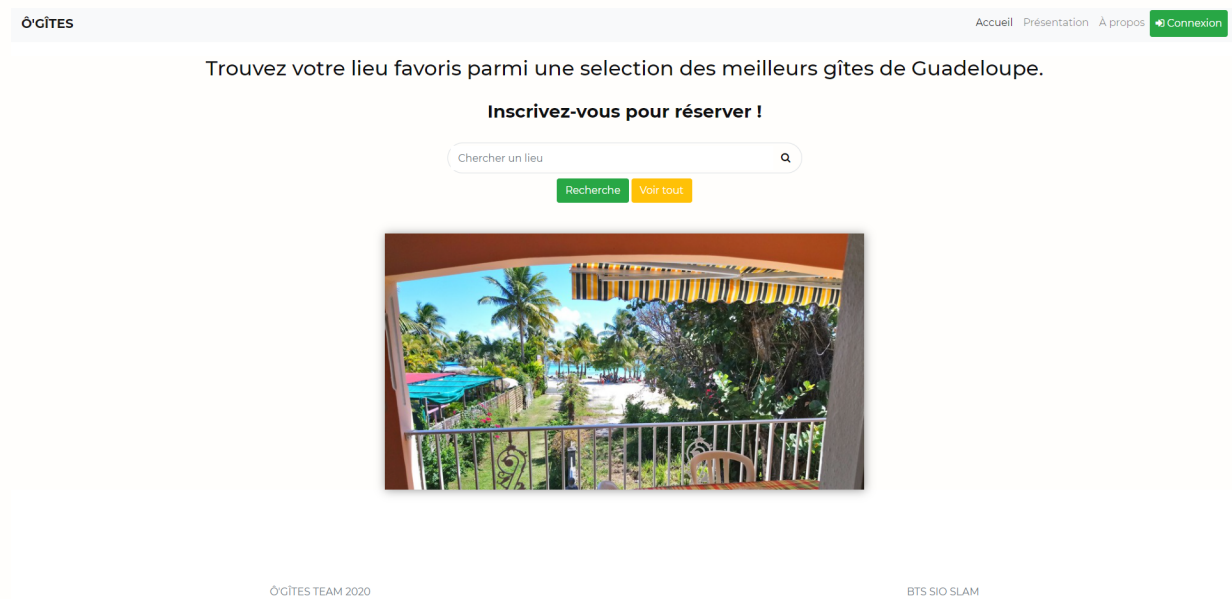 Ô'GÎTES
Accueil Présentation À propos Connexion
Trouvez votre lieu favoris parmi une selection des meilleurs gîtes de Guadeloupe.
Inscrivez-vous pour réserver !
Chercher un lieu
Recherche Voir tout
Ô'GÎTES TEAM 2020
BTS SIO SLAM